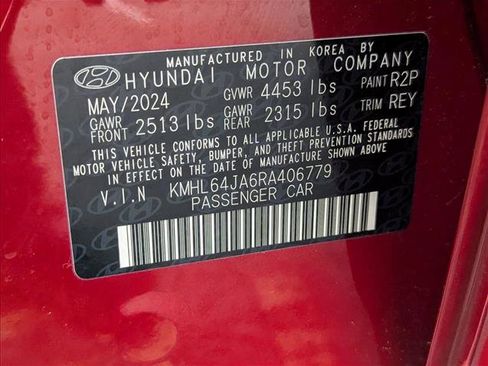 MANUFACTURED IN KOREA BY
HYUNDAI MOTOR COMPANY
MAY/2024 GVWR 4453 lbs PAINT R2P
GAWR FRONT 2513 lbs GAWR REAR 2315 lbs TRIM REY
THIS VEHICLE CONFORMS TO ALL APPLICABLE U.S.A. FEDERAL
MOTOR VEHICLE SAFETY, BUMPER, AND THEFT PREVENTION STANDARDS
IN EFFECT ON THE DATE OF MANUFACTURE SHOWN ABOVE.
V.I.N KMHL64JA6RA406779
PASSENGER CAR